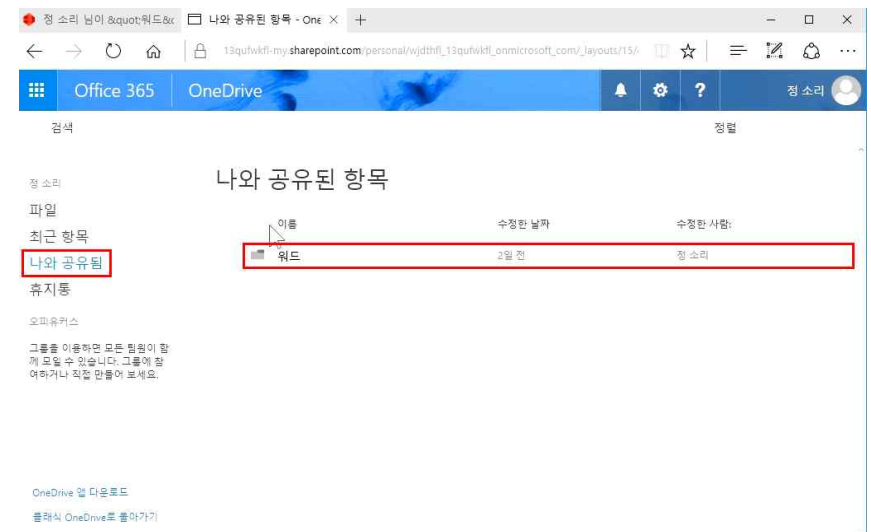 정 소리 님이 &quot;워드&c
나와 공유된 항목 - One
sharepoint.com/personal/
Office 365
OneDrive
?
정 소리
검색
정렬
정 소리
나와 공유된 항목
파일
이름
수정한 날짜
수정한 사람:
최근 항목
나와 공유됨
워드
2일 전
정 소리
휴지통
오피유커스
그룹을 이용하면 모든 팀원이 함
께 모일 수 있습니다. 그룹에 참
여하거나 직접 만들어 보세요.
OneDrive 앱 다운로드
클래식 OneDrive로 돌아가기